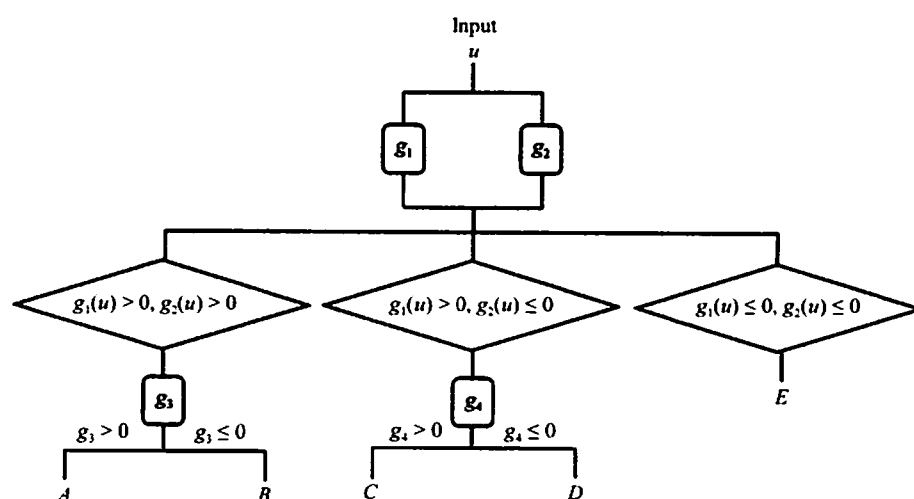 Input
u
g₁ g₂
g₁(u) > 0, g₂(u) > 0 g₁(u) > 0, g₂(u) ≤ 0 g₁(u) ≤ 0, g₂(u) ≤ 0
g₃ g₄ E
g₃ > 0 g₃ ≤ 0 g₄ > 0 g₄ ≤ 0
A B C D